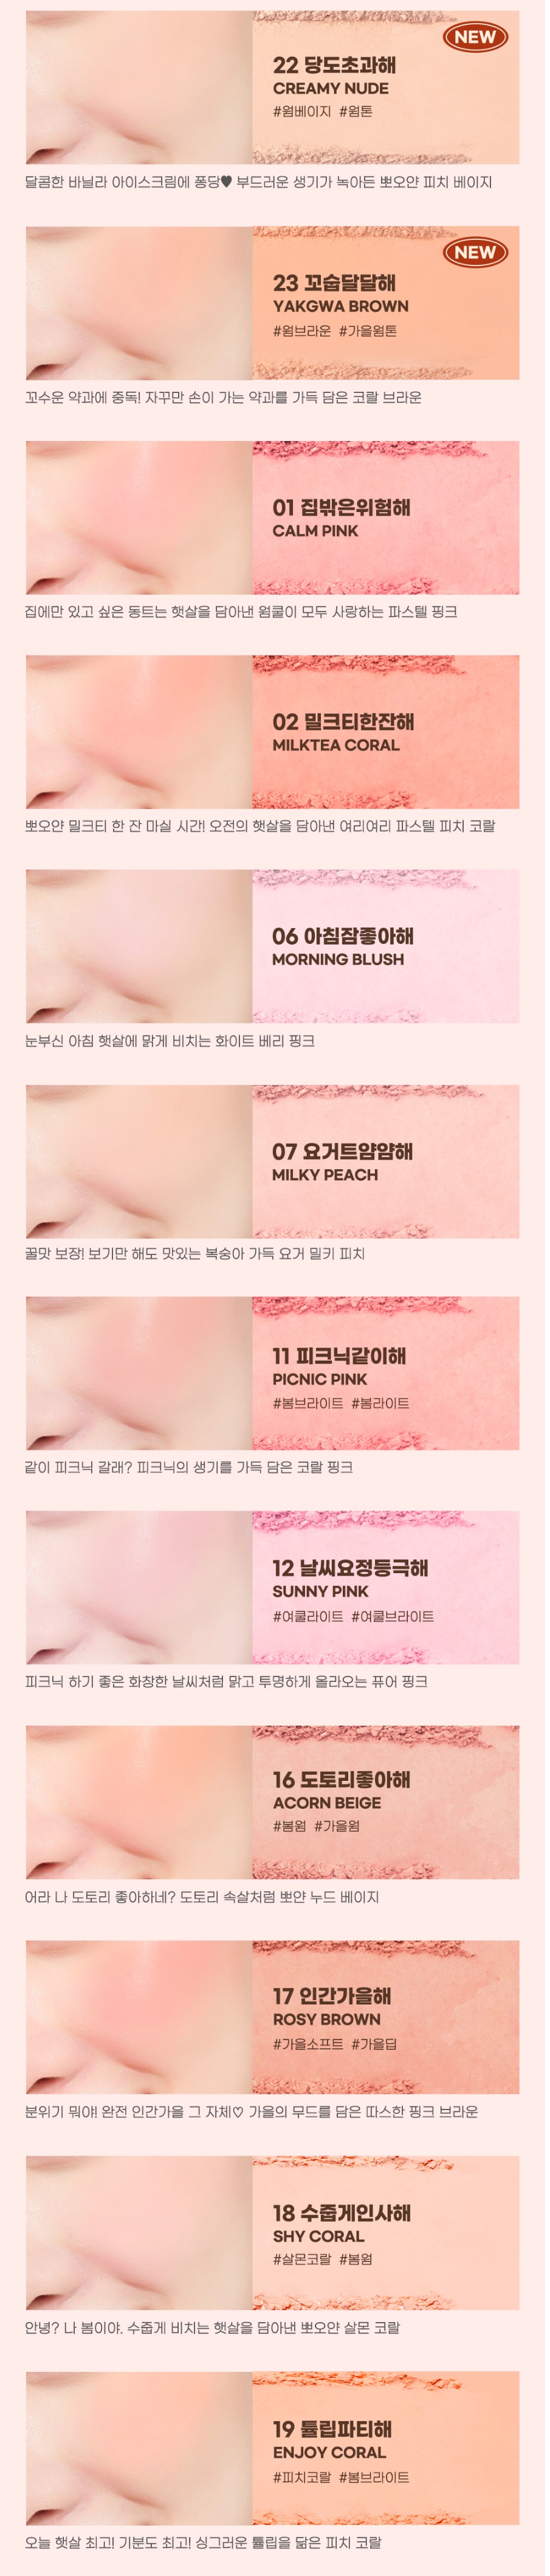 NEW
22 당도초과해
CREAMY NUDE
#웜베이지 #웜톤
달콤한 바닐라 아이스크림에 퐁당♥ 부드러운 생기가 녹아든 뽀오얀 피치 베이지
NEW
23 꼬숩달달해
YAKGWA BROWN
#웜브라운 #가을웜톤
꼬수운 약과에 중독! 자꾸만 손이 가는 약과를 가득 담은 코랄 브라운
01 집밖은위험해
CALM PINK
집에만 있고 싶은 동트는 햇살을 담아낸 웜쿨이 모두 사랑하는 파스텔 핑크
02 밀크티한잔해
MILKTEA CORAL
뽀오얀 밀크티 한 잔 마실 시간! 오전의 햇살을 담아낸 여리여리 파스텔 피치 코랄
06 아침잠좋아해
MORNING BLUSH
눈부신 아침 햇살에 맑게 비치는 화이트 베리 핑크
07 요거트얌얌해
MILKY PEACH
꿀맛 보장! 보기만 해도 맛있는 복숭아 가득 요거 밀키 피치
11 피크닉같이해
PICNIC PINK
#봄브라이트 #봄라이트
같이 피크닉 갈래? 피크닉의 생기를 가득 담은 코랄 핑크
12 날씨요정등극해
SUNNY PINK
#여쿨라이트 #여쿨브라이트
피크닉 하기 좋은 화창한 날씨처럼 맑고 투명하게 올라오는 퓨어 핑크
16 도토리좋아해
ACORN BEIGE
#봄웜 #가을웜
어라 나 도토리 좋아하네? 도토리 속살처럼 뽀얀 누드 베이지
17 인간가을해
ROSY BROWN
#가을소프트 #가을딥
분위기 뭐야! 완전 인간가을 그 자체♡ 가을의 무드를 담은 따스한 핑크 브라운
18 수줍게인사해
SHY CORAL
#살몬코랄 #봄웜
안녕? 나 봄이야. 수줍게 비치는 햇살을 담아낸 뽀오얀 살몬 코랄
19 튤립파티해
ENJOY CORAL
#피치코랄 #봄브라이트
오늘 햇살 최고! 기분도 최고! 싱그러운 튤립을 닮은 피치 코랄